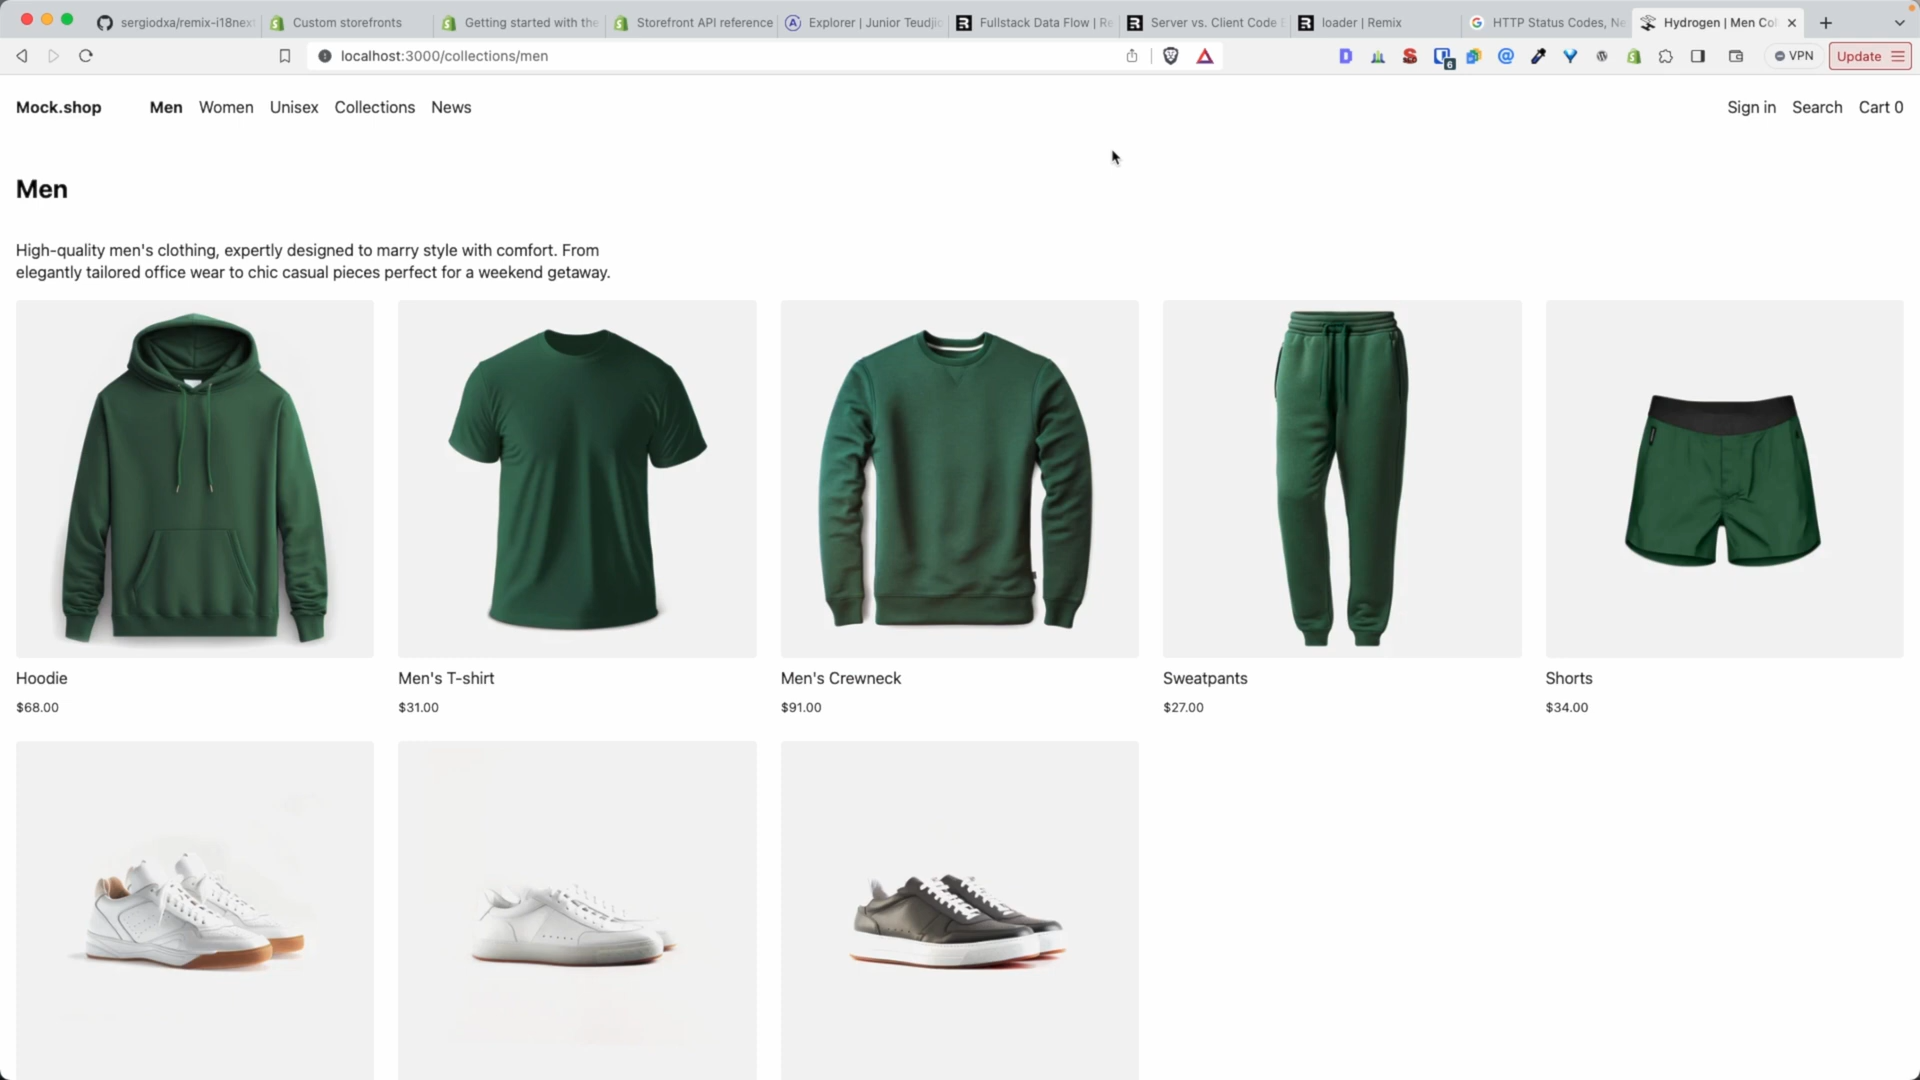 sergiodxa/remix-i18nex
Custom storefronts
Getting started with the
Storefront API reference
Explorer | Junior Teudjio
Fullstack Data Flow | Re
Server vs. Client Code E
loader | Remix
HTTP Status Codes, Ne
Hydrogen | Men Col
localhost:3000/collections/men
6
VPN
Update
Mock.shop
Men
Women
Unisex
Collections
News
Sign in
Search
Cart 0
Men
High-quality men's clothing, expertly designed to marry style with comfort. From
elegantly tailored office wear to chic casual pieces perfect for a weekend getaway.
Hoodie
$68.00
Men's T-shirt
$31.00
Men's Crewneck
$91.00
Sweatpants
$27.00
Shorts
$34.00